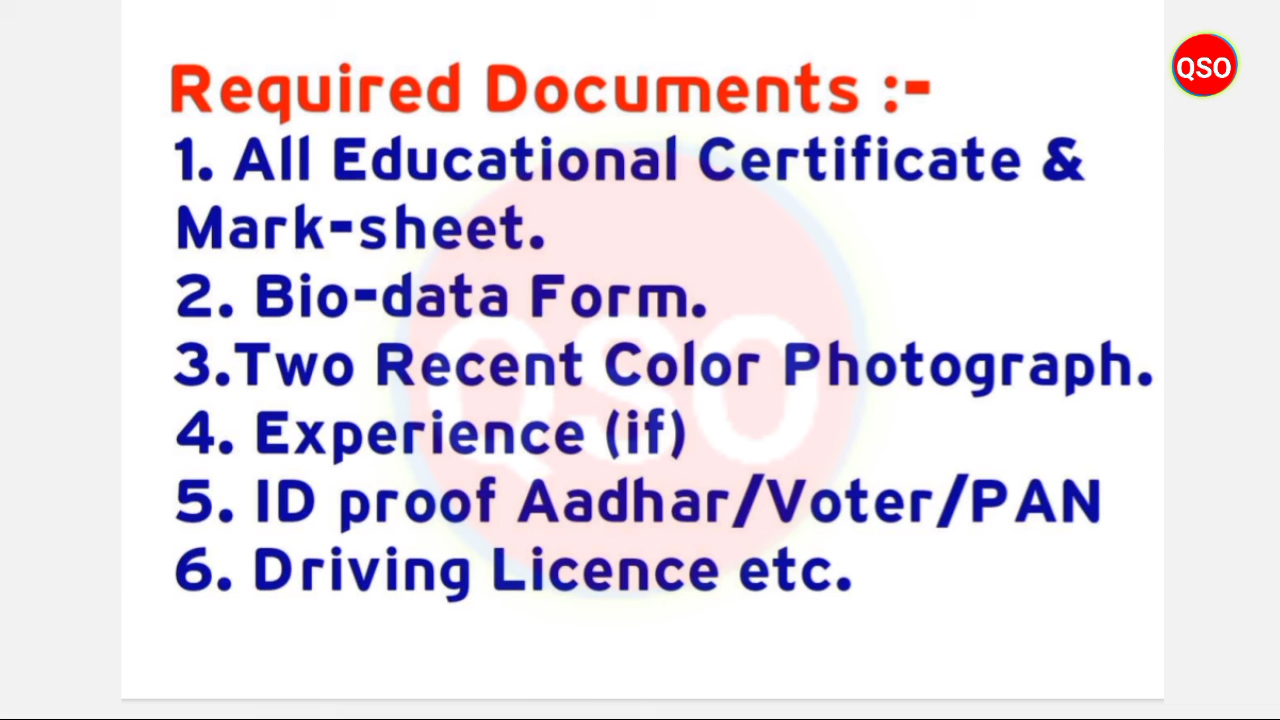 Required Documents :-
QSO
1. All Educational Certificate &
Mark-sheet.
2. Bio-data Form.
3.Two Recent Color Photograph.
QSO
4. Experience (if)
5. ID proof Aadhar/Voter/PAN
6. Driving Licence etc.